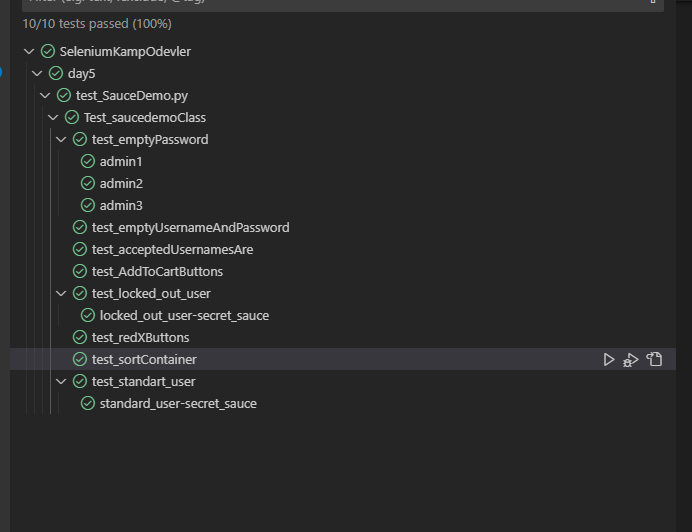 10/10 tests passed (100%)
SeleniumKampOdevler
day5
test_SauceDemo.py
Test_saucedemoClass
test_emptyPassword
admin1
admin2
admin3
test_emptyUsernameAndPassword
test_acceptedUsernamesAre
test_AddToCartButtons
test_locked_out_user
locked_out_user-secret_sauce
test_redXButtons
test_sortContainer
test_standart_user
standard_user-secret_sauce